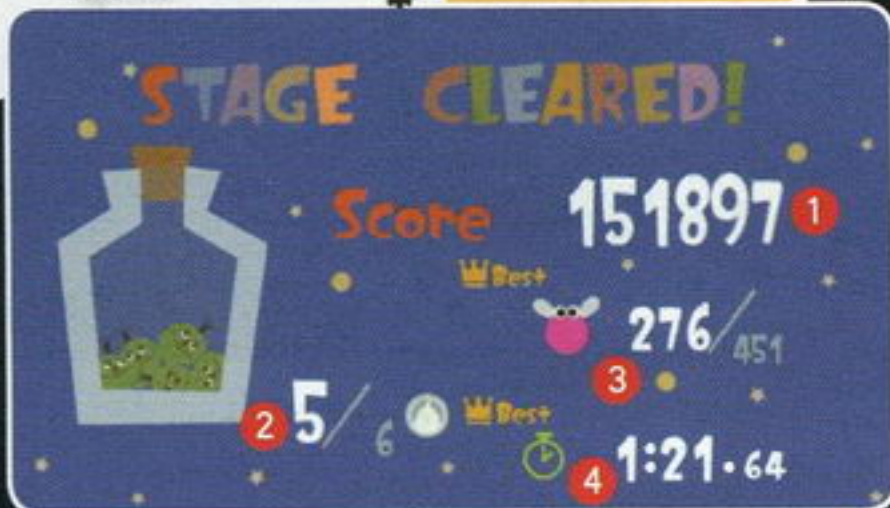 STAGE CLEARED!
Score 151897 1
Best
276/451
3
2 5/6 Best
4 1:21.64